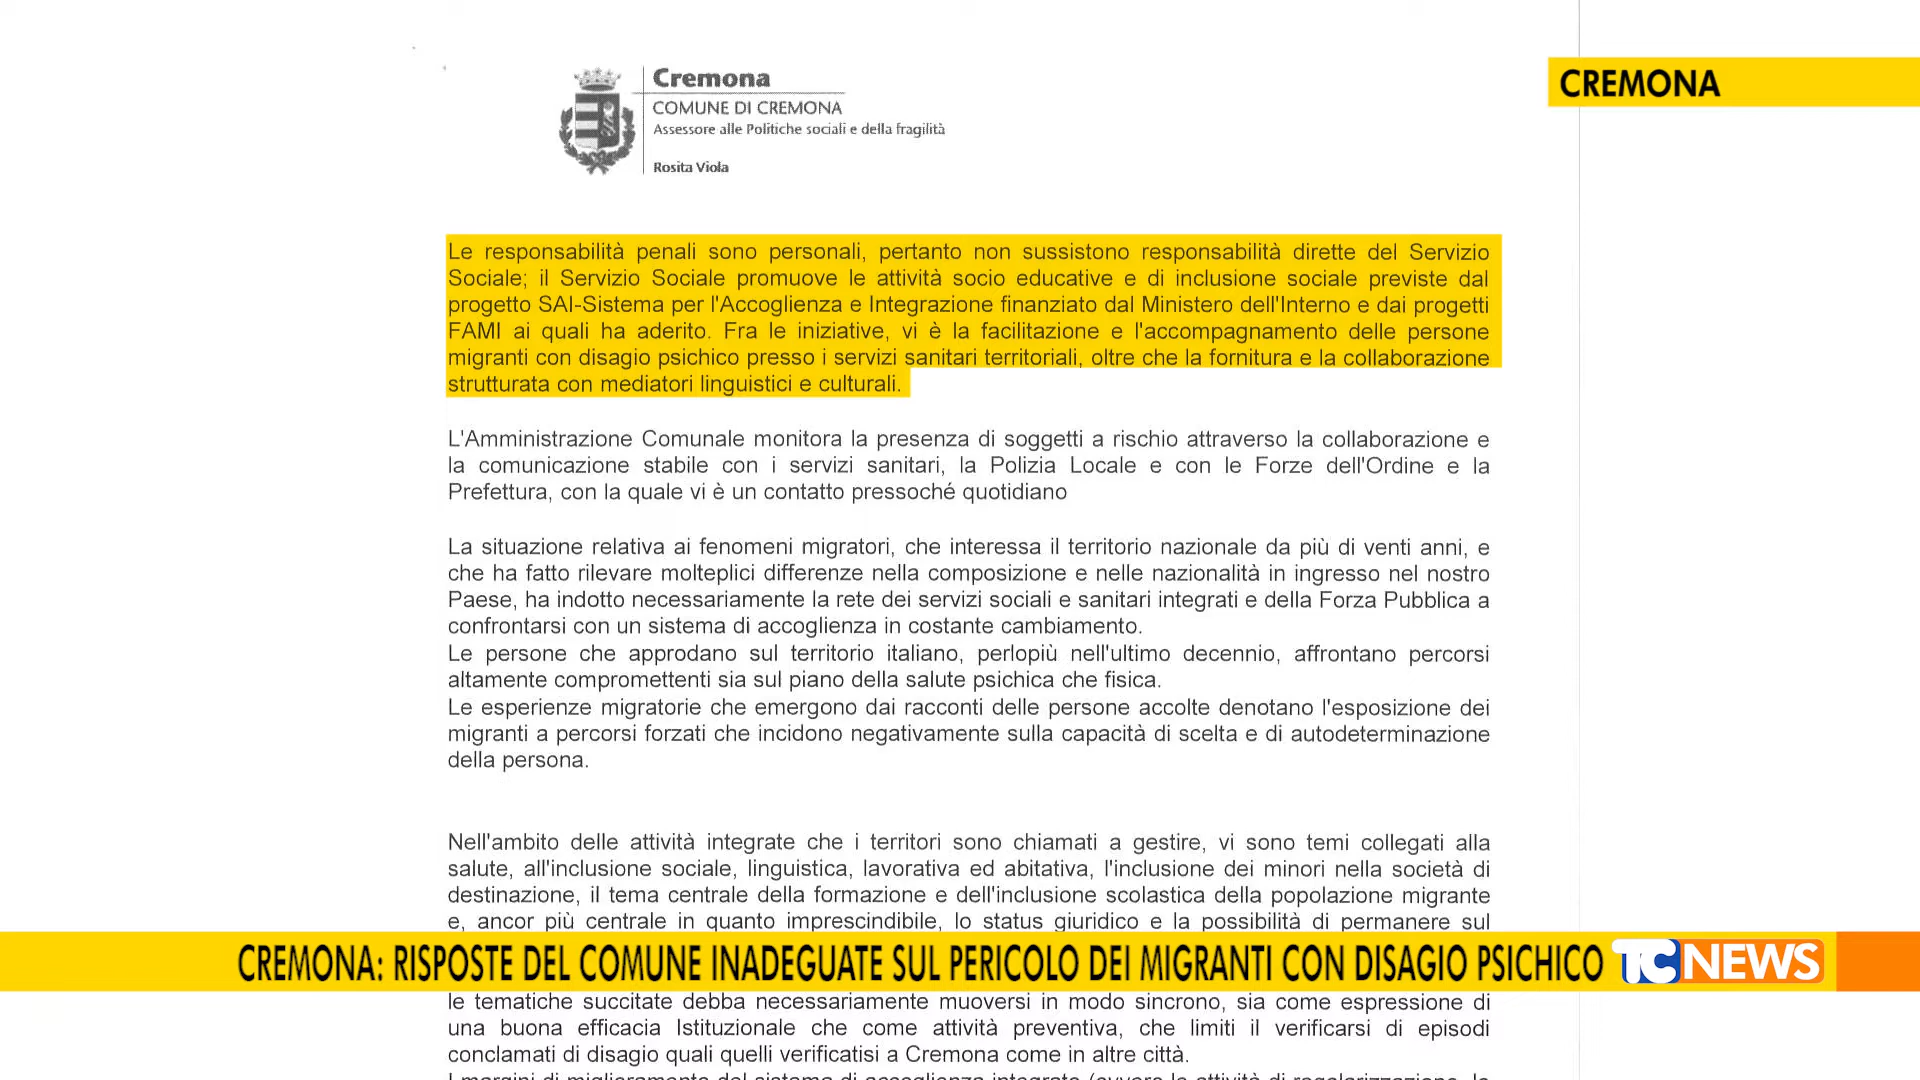 Cremona
COMUNE DI CREMONA
Assessore alle Politiche sociali e della fragilità
Rosita Viola
CREMONA
Le responsabilità penali sono personali, pertanto non sussistono responsabilità dirette del Servizio
Sociale; il Servizio Sociale promuove le attività socio educative e di inclusione sociale previste dal
progetto SAI-Sistema per l'Accoglienza e Integrazione finanziato dal Ministero dell'Interno e dai progetti
FAMI ai quali ha aderito. Fra le iniziative, vi è la facilitazione e l'accompagnamento delle persone
migranti con disagio psichico presso i servizi sanitari territoriali, oltre che la fornitura e la collaborazione
strutturata con mediatori linguistici e culturali.
L'Amministrazione Comunale monitora la presenza di soggetti a rischio attraverso la collaborazione e
la comunicazione stabile con i servizi sanitari, la Polizia Locale e con le Forze dell'Ordine e la
Prefettura, con la quale vi è un contatto pressoché quotidiano
La situazione relativa ai fenomeni migratori, che interessa il territorio nazionale da più di venti anni, e
che ha fatto rilevare molteplici differenze nella composizione e nelle nazionalità in ingresso nel nostro
Paese, ha indotto necessariamente la rete dei servizi sociali e sanitari integrati e della Forza Pubblica a
confrontarsi con un sistema di accoglienza in costante cambiamento.
Le persone che approdano sul territorio italiano, perlopiù nell'ultimo decennio, affrontano percorsi
altamente compromettenti sia sul piano della salute psichica che fisica.
Le esperienze migratorie che emergono dai racconti delle persone accolte denotano l'esposizione dei
migranti a percorsi forzati che incidono negativamente sulla capacità di scelta e di autodeterminazione
della persona.
Nell'ambito delle attività integrate che i territori sono chiamati a gestire, vi sono temi collegati alla
salute, all'inclusione sociale, linguistica, lavorativa ed abitativa, l'inclusione dei minori nella società di
destinazione, il tema centrale della formazione e dell'inclusione scolastica della popolazione migrante
e, ancor più centrale in quanto imprescindibile, lo status giuridico e la possibilità di permanere sul
CREMONA: RISPOSTE DEL COMUNE INADEGUATE SUL PERICOLO DEI MIGRANTI CON DISAGIO PSICHICO TC NEWS
le tematiche succitate debba necessariamente muoversi in modo sincrono, sia come espressione di
una buona efficacia Istituzionale che come attività preventiva, che limiti il verificarsi di episodi
conclamati di disagio quali quelli verificatisi a Cremona come in altre città.